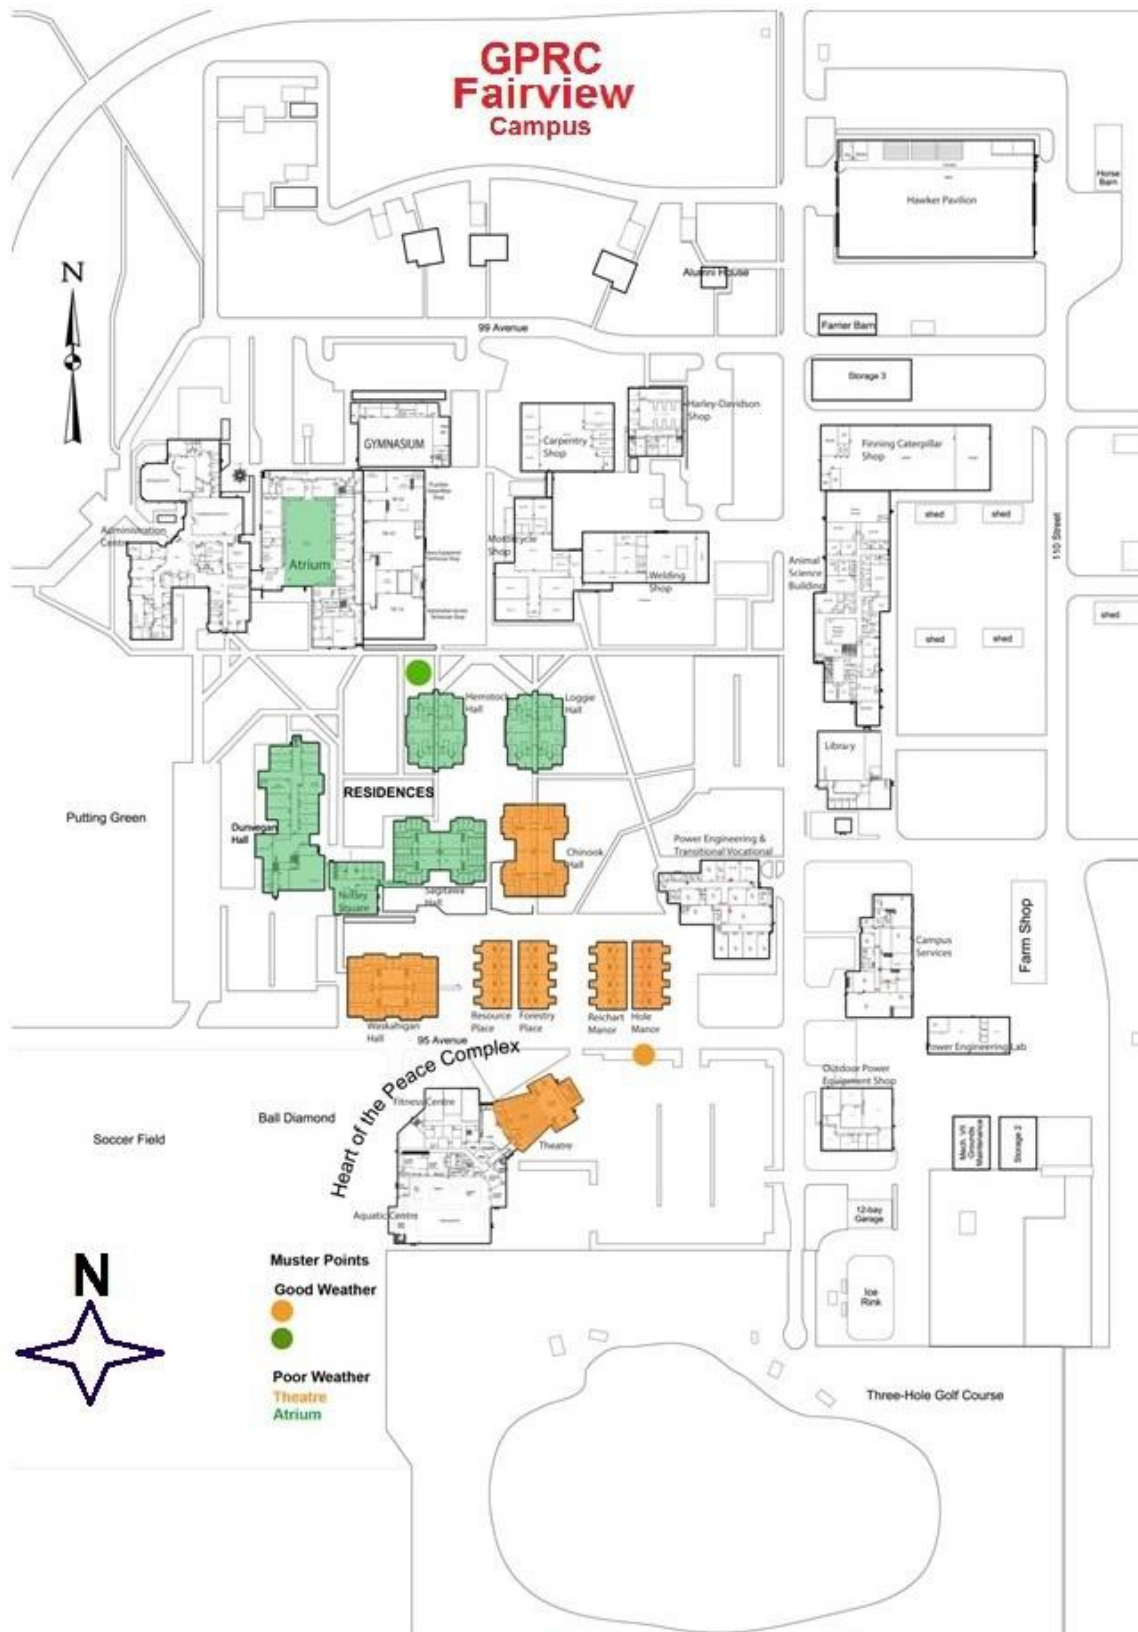 GPRC
Fairview
Campus
Horse
Barn
Hawker Pavilion
N
Alumni House
99 Avenue
Farrier Barn
Storage 3
Harley-Davidson
Shop
GYMNASIUM
Carpentry
Shop
Finning Caterpillar
Shop
Administration
Centre
shed
shed
110 Street
Motorcycle
Shop
Atrium
Welding
Shop
Animal
Science
Building
shed
shed
shed
Hemstock
Hall
Loggie
Hall
Library
RESIDENCES
Putting Green
Dunvegan
Hall
Chinook
Hall
Power Engineering &
Transitional Vocational
Notley
Square
Sagitawa
Hall
Campus
Services
Farm Shop
Waskahigan
Hall
Resource
Place
Forestry
Place
Reichart
Manor
Hole
Manor
95 Avenue
Power Engineering Lab
Heart of the Peace Complex
Outdoor Power
Equipment Shop
Fitness Centre
Ball Diamond
Soccer Field
Theatre
Mech. VII
Grounds
Maintenance
Storage 2
Aquatic Centre
12-bay
Garage
N
Muster Points
Good Weather
Ice
Rink
Poor Weather
Theatre
Atrium
Three-Hole Golf Course